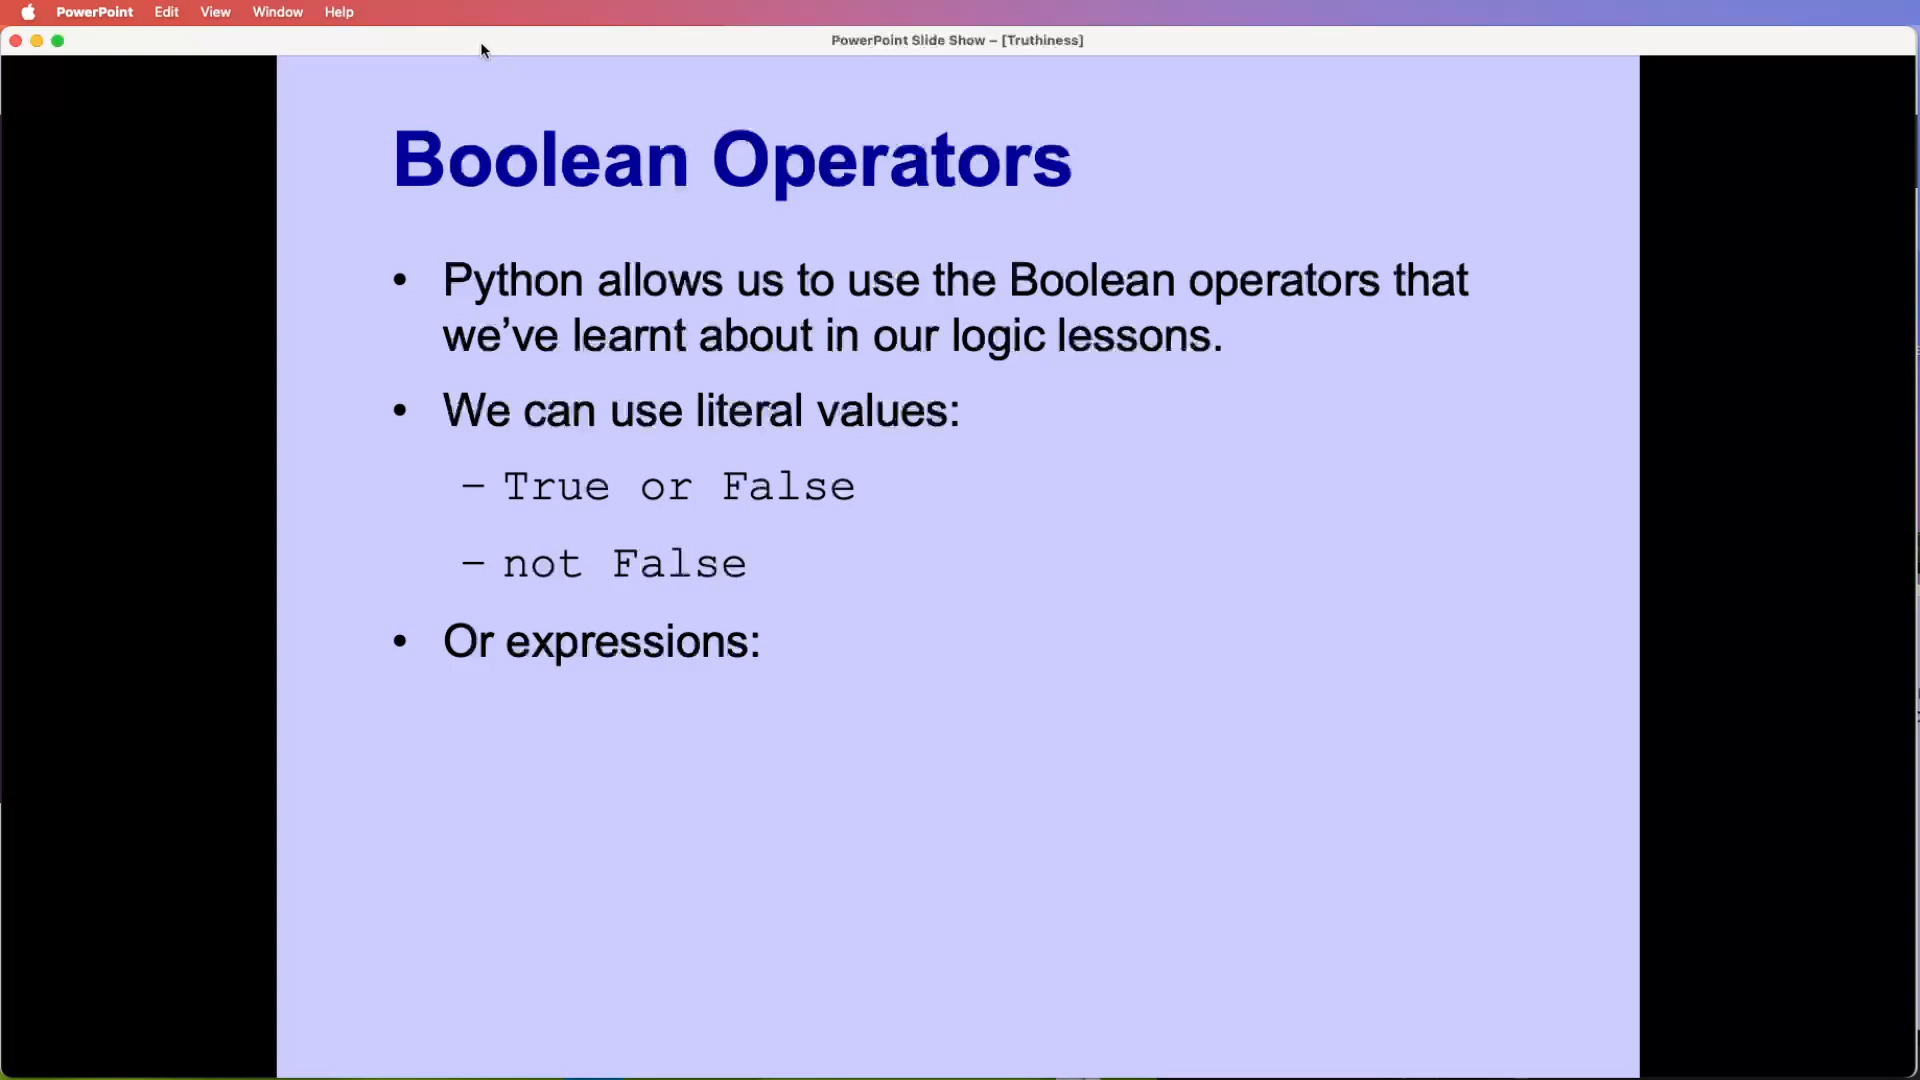 PowerPoint Edit View Window Help
PowerPoint Slide Show – [Truthiness]
Boolean Operators
• Python allows us to use the Boolean operators that
we’ve learnt about in our logic lessons.
• We can use literal values:
– True or False
– not False
• Or expressions: